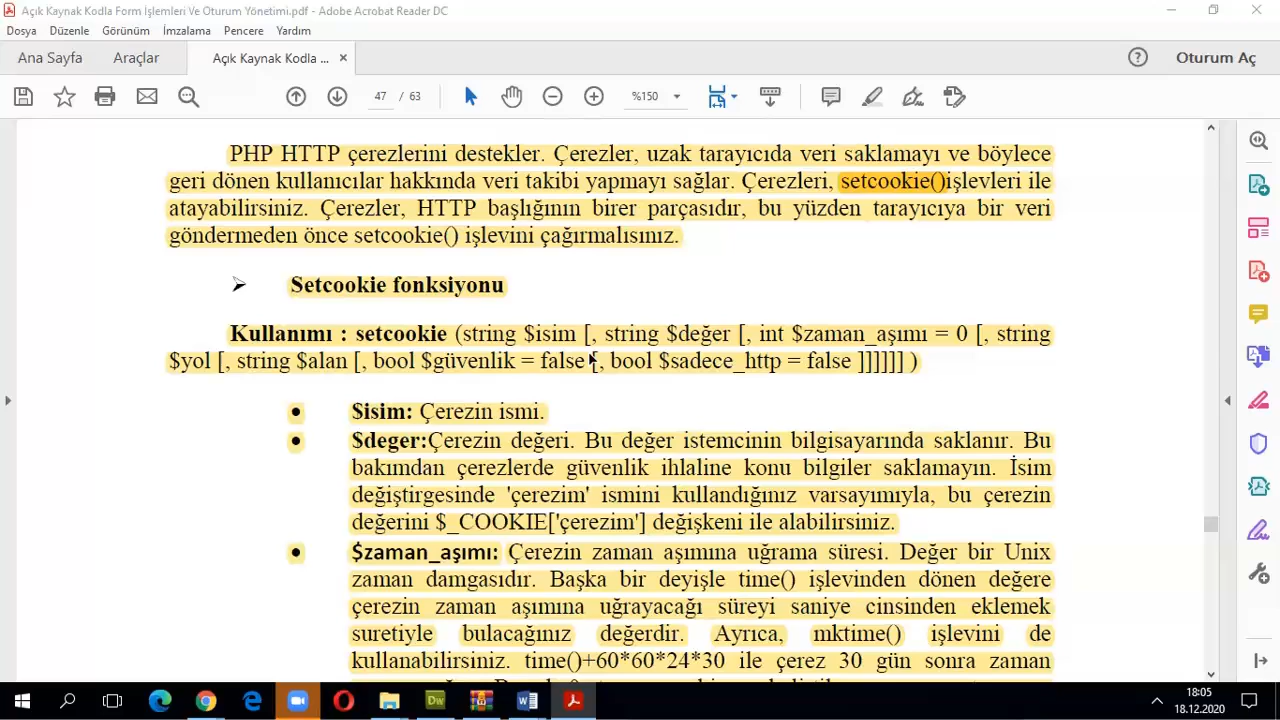 Açık Kaynak Kodla Form İşlemleri Ve Oturum Yönetimi.pdf - Adobe Acrobat Reader DC
Dosya Düzenle Görünüm İmzalama Pencere Yardım
Ana Sayfa Araçlar Açık Kaynak Kodla ... × Oturum Aç
47 / 63 %150
PHP HTTP çerezlerini destekler. Çerezler, uzak tarayıcıda veri saklamayı ve böylece
geri dönen kullanıcılar hakkında veri takibi yapmayı sağlar. Çerezleri, setcookie()işlevleri ile
atayabilirsiniz. Çerezler, HTTP başlığının birer parçasıdır, bu yüzden tarayıcıya bir veri
göndermeden önce setcookie() işlevini çağırmalısınız.
➢ Setcookie fonksiyonu
Kullanımı : setcookie (string $isim [, string $değer [, int $zaman_aşımı = 0 [, string
$yol [, string $alan [, bool $güvenlik = false [, bool $sadece_http = false ]]]]]] )
• $isim: Çerezin ismi.
• $deger:Çerezin değeri. Bu değer istemcinin bilgisayarında saklanır. Bu
bakımdan çerezlerde güvenlik ihlaline konu bilgiler saklamayın. İsim
değiştirgesinde 'çerezim' ismini kullandığınız varsayımıyla, bu çerezin
değerini $_COOKIE['çerezim'] değişkeni ile alabilirsiniz.
• $zaman_aşımı: Çerezin zaman aşımına uğrama süresi. Değer bir Unix
zaman damgasıdır. Başka bir deyişle time() işlevinden dönen değere
çerezin zaman aşımına uğrayacağı süreyi saniye cinsinden eklemek
suretiyle bulacağınız değerdir. Ayrıca, mktime() işlevini de
kullanabilirsiniz. time()+60*60*24*30 ile çerez 30 gün sonra zaman
18:05
18.12.2020